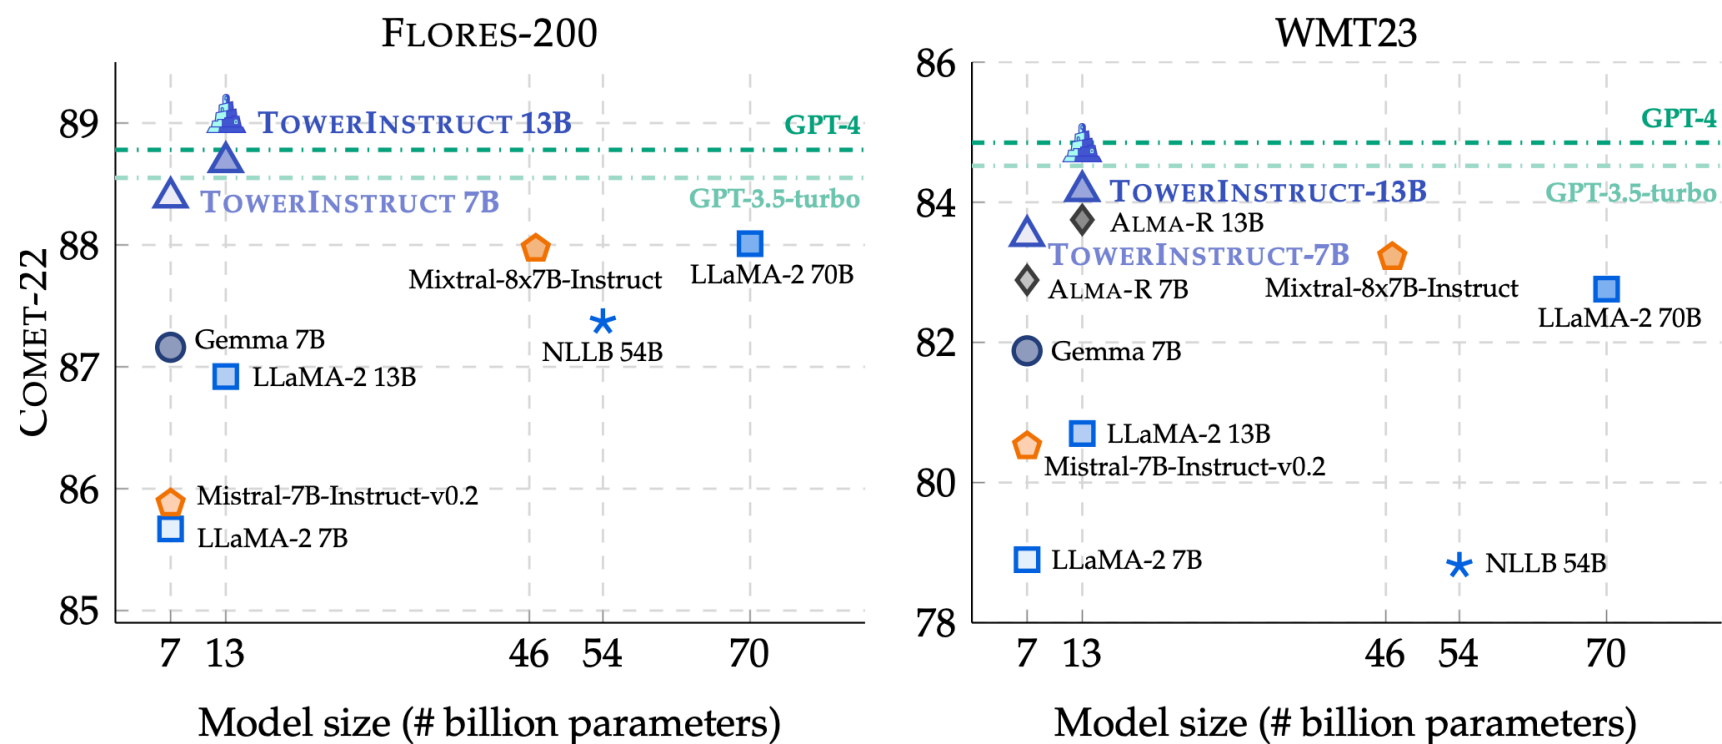 FLORES-200
COMET-22
89
88
87
86
85
TOWERINSTRUCT 13B
GPT-4
TOWERINSTRUCT 7B
GPT-3.5-turbo
Mixtral-8x7B-Instruct
LLaMA-2 70B
Gemma 7B
NLLB 54B
LLaMA-2 13B
Mistral-7B-Instruct-v0.2
LLaMA-2 7B
7 13 46 54 70
Model size (# billion parameters)
WMT23
86
84
82
80
78
GPT-4
TOWERINSTRUCT-13B
GPT-3.5-turbo
ALMA-R 13B
TOWERINSTRUCT-7B
ALMA-R 7B
Mixtral-8x7B-Instruct
LLaMA-2 70B
Gemma 7B
LLaMA-2 13B
Mistral-7B-Instruct-v0.2
LLaMA-2 7B
NLLB 54B
7 13 46 54 70
Model size (# billion parameters)